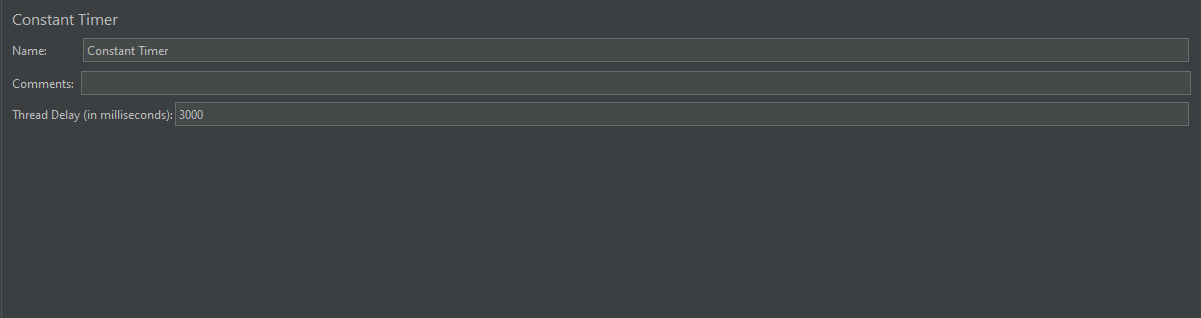 Constant Timer
Name: Constant Timer
Comments:
Thread Delay (in milliseconds): 3000